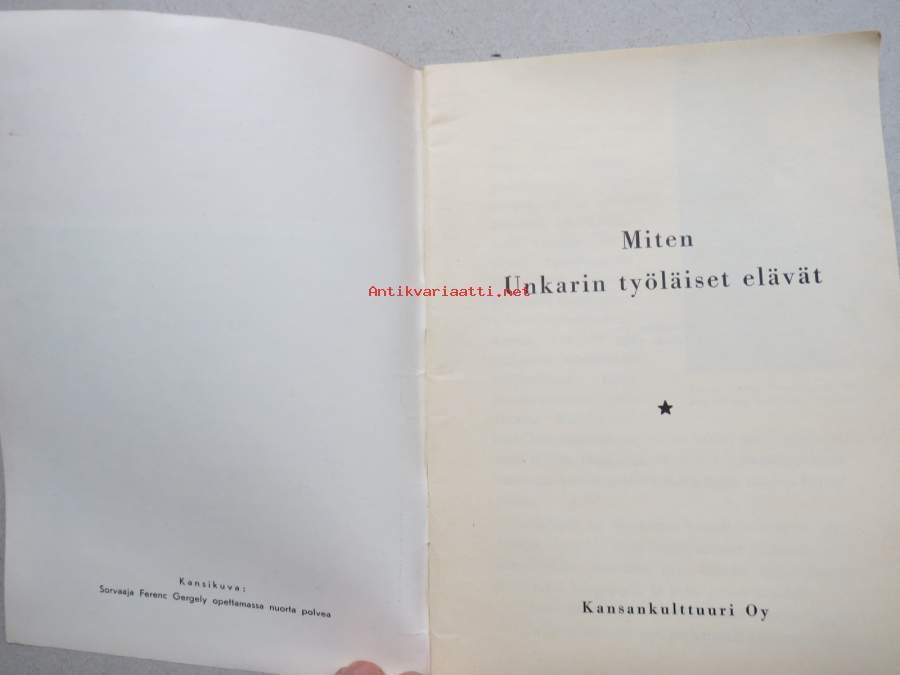 Kansikuva:
Sorvaaja Ferenc Gergely opettamassa nuorta polvea
Miten
Unkarin työläiset elävät
Antikvariaatti.net
★
Kansankulttuuri Oy